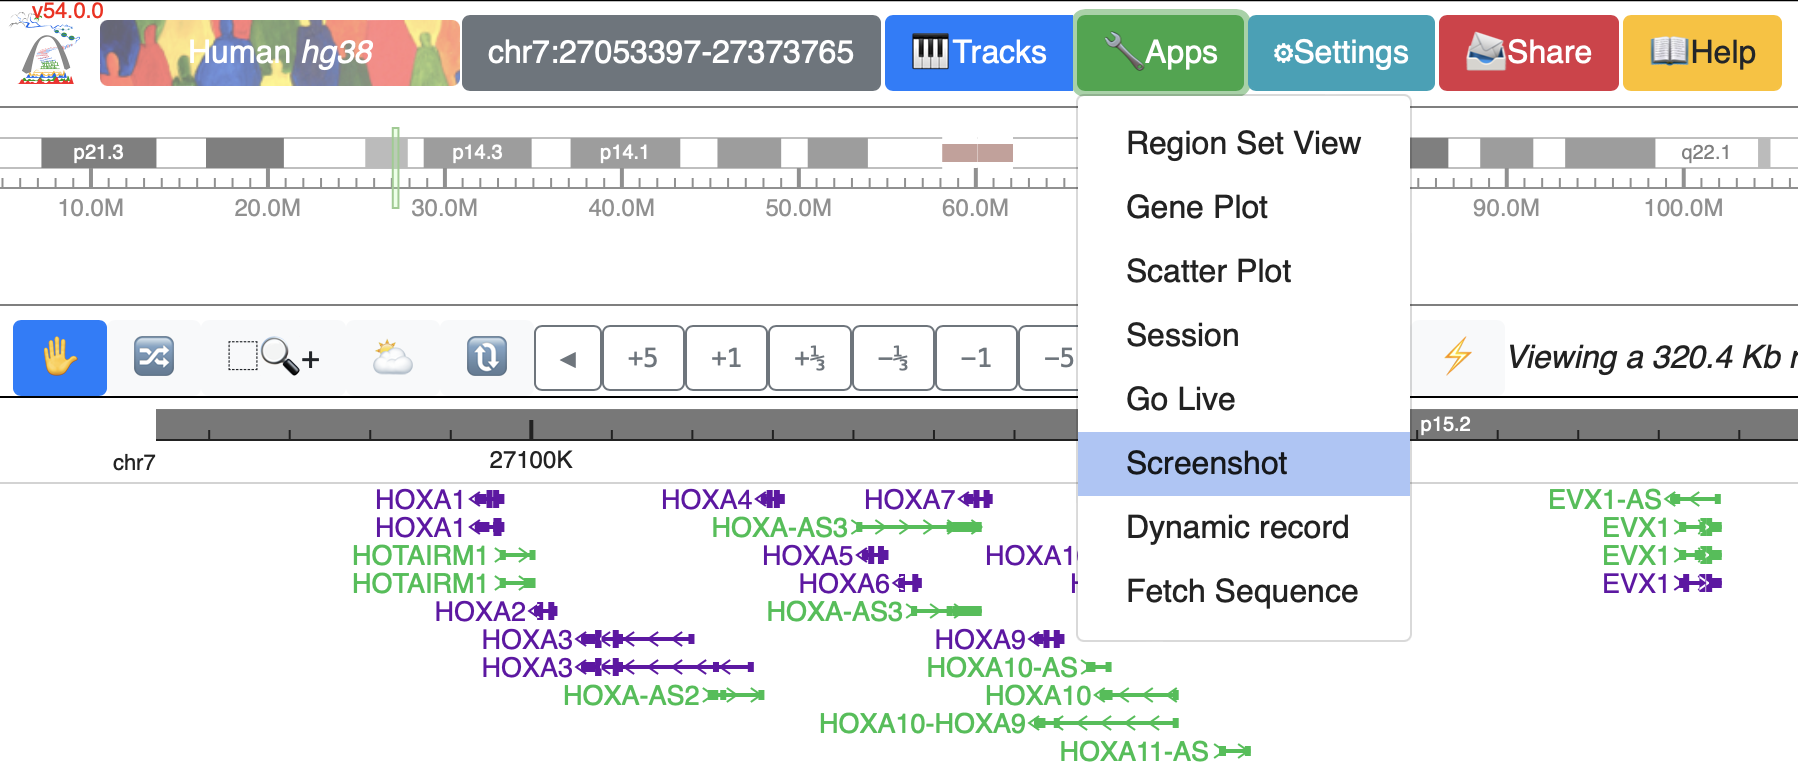 v54.0.0
Human hg38
chr7:27053397-27373765
Tracks
Apps
Settings
Share
Help
Region Set View
Gene Plot
Scatter Plot
Session
Go Live
Screenshot
Dynamic record
Fetch Sequence
p21.3
p14.3
p14.1
q22.1
10.0M
20.0M
30.0M
40.0M
50.0M
60.0M
90.0M
100.0M
+5
+1
+⅓
−⅓
−1
−5
Viewing a 320.4 Kb
p15.2
chr7
27100K
HOXA1
HOXA4
HOXA7
EVX1-AS
HOXA1
HOXA-AS3
EVX1
HOTAIRM1
HOXA5
EVX1
HOTAIRM1
HOXA6
EVX1
HOXA2
HOXA-AS3
HOXA3
HOXA9
HOXA3
HOXA10-AS
HOXA-AS2
HOXA10
HOXA10-HOXA9
HOXA11-AS